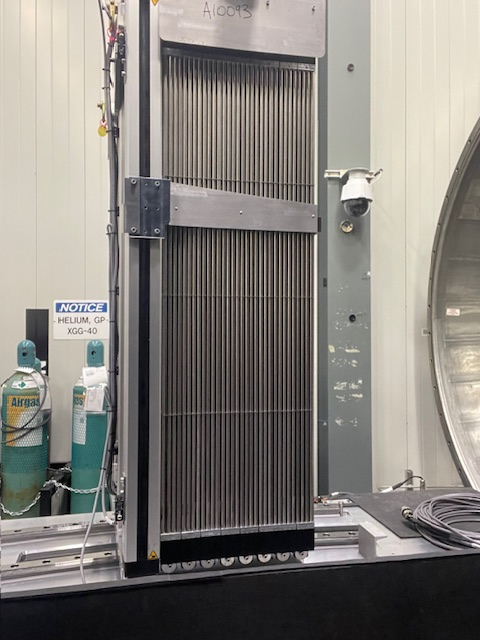 A10093
NOTICE
HELIUM, GP
XGG-40
Airgas